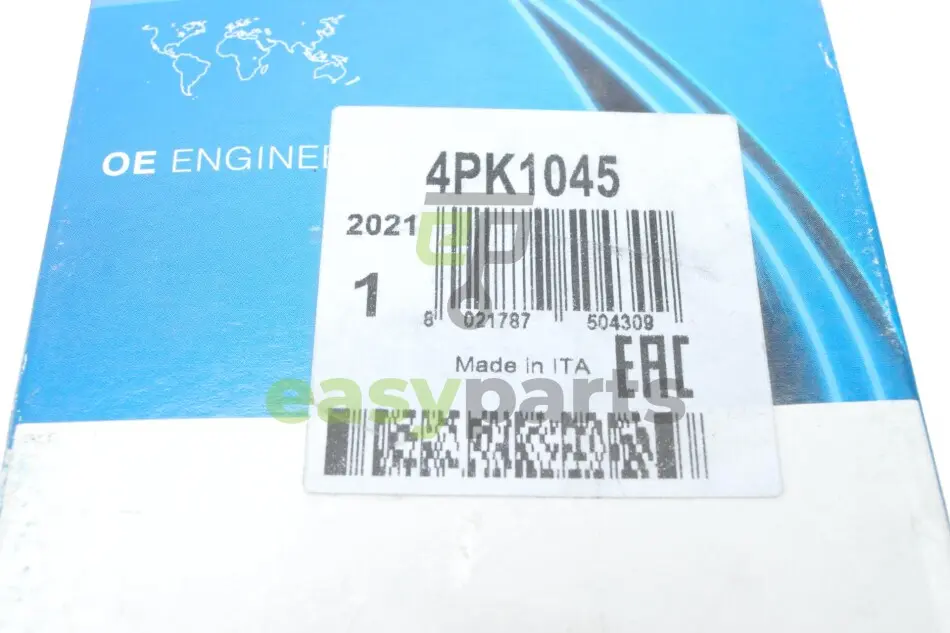 OE ENGINEE
4PK1045
2021
1
8 021787 504309
Made in ITA
EAC
easyparts